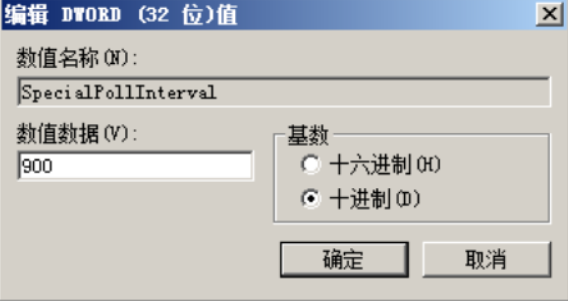 编辑 DWORD (32 位)值
数值名称(N):
SpecialPollInterval
数值数据(V):
900
基数
十六进制(H)
十进制(D)
确定
取消